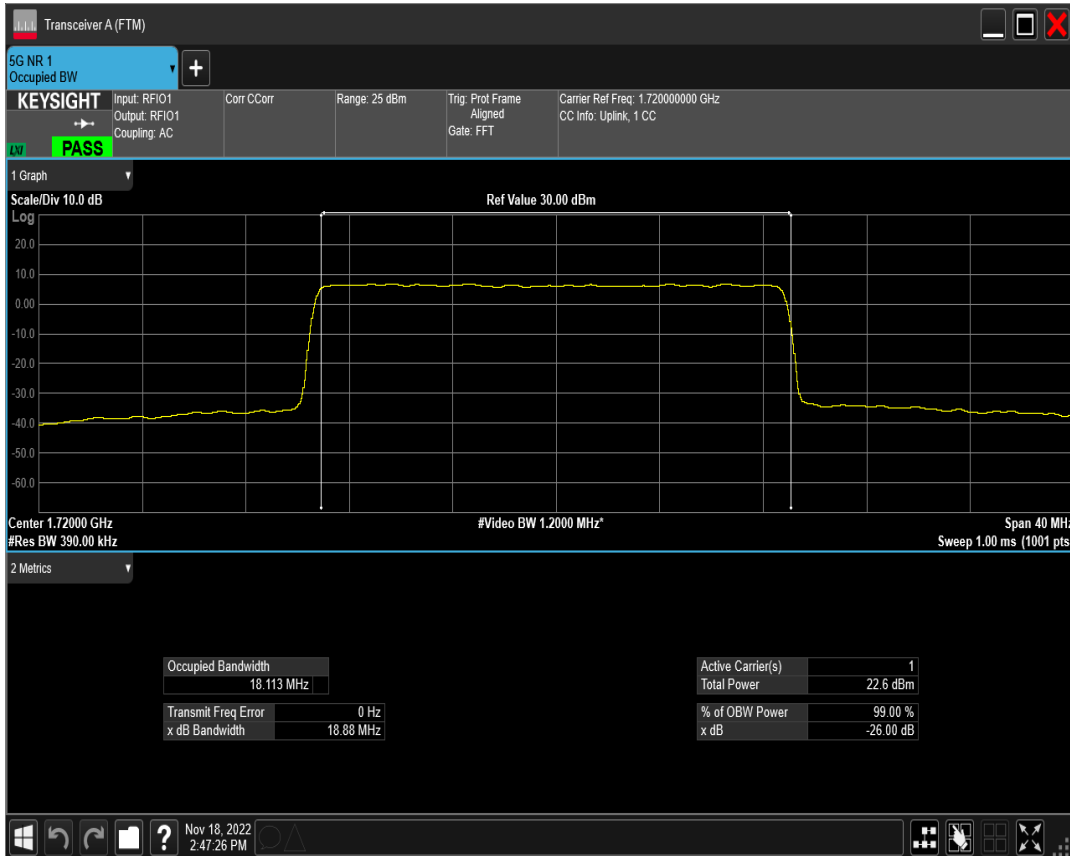 Transceiver A (FTM)
5G NR 1
Occupied BW
+
KEYSIGHT
LXI
PASS
Input: RFIO1
Output: RFIO1
Coupling: AC
Corr CCorr
Range: 25 dBm
Trig: Prot Frame
Aligned
Gate: FFT
Carrier Ref Freq: 1.720000000 GHz
CC Info: Uplink, 1 CC
1 Graph
Scale/Div 10.0 dB
Ref Value 30.00 dBm
Log
20.0
10.0
0.00
-10.0
-20.0
-30.0
-40.0
-50.0
-60.0
Center 1.72000 GHz
#Video BW 1.2000 MHz*
Span 40 MHz
#Res BW 390.00 kHz
Sweep 1.00 ms (1001 pts
2 Metrics
Occupied Bandwidth
18.113 MHz
Transmit Freq Error 0 Hz
x dB Bandwidth 18.88 MHz
Active Carrier(s) 1
Total Power 22.6 dBm
% of OBW Power 99.00 %
x dB -26.00 dB
?
Nov 18, 2022
2:47:26 PM